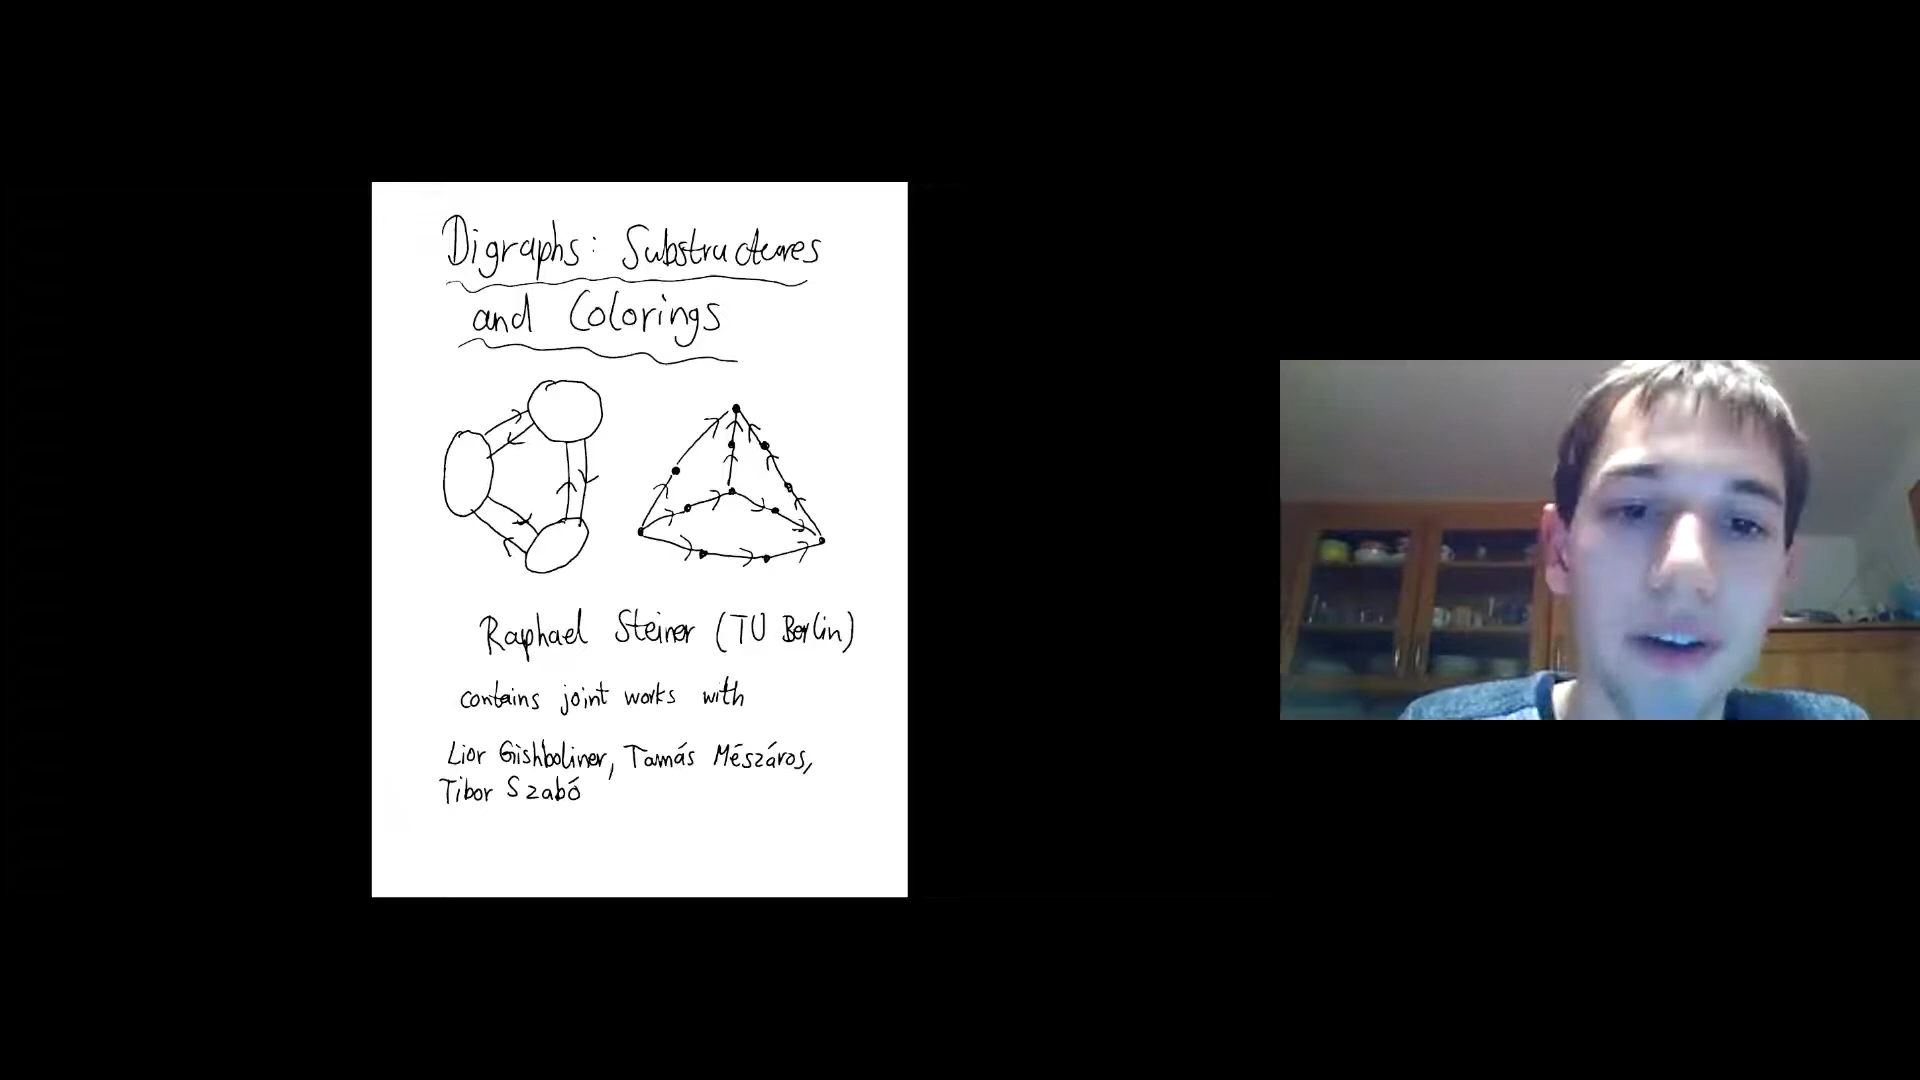 Digraphs: Substructures
and Colorings
Raphael Steiner (TU Berlin)
contains joint works with
Lior Gishboliner, Tamás Mészáros,
Tibor Szabó